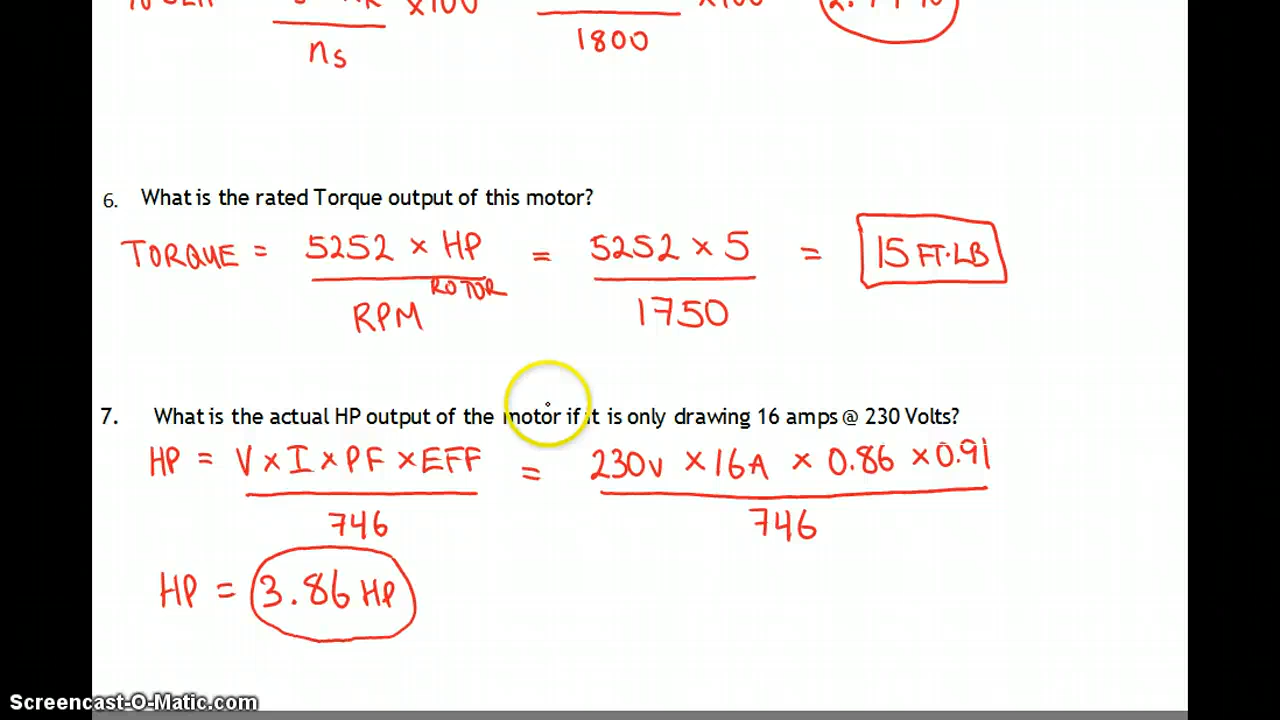 ×100 ×100
ns 1800
6. What is the rated Torque output of this motor?
TORQUE = 5252 × HP = 5252 × 5 = 15 FT·LB
RPM ROTOR 1750
7. What is the actual HP output of the motor if it is only drawing 16 amps @ 230 Volts?
HP = V × I × PF × EFF = 230V × 16A × 0.86 × 0.91
746 746
HP = 3.86 HP
Screencast-O-Matic.com